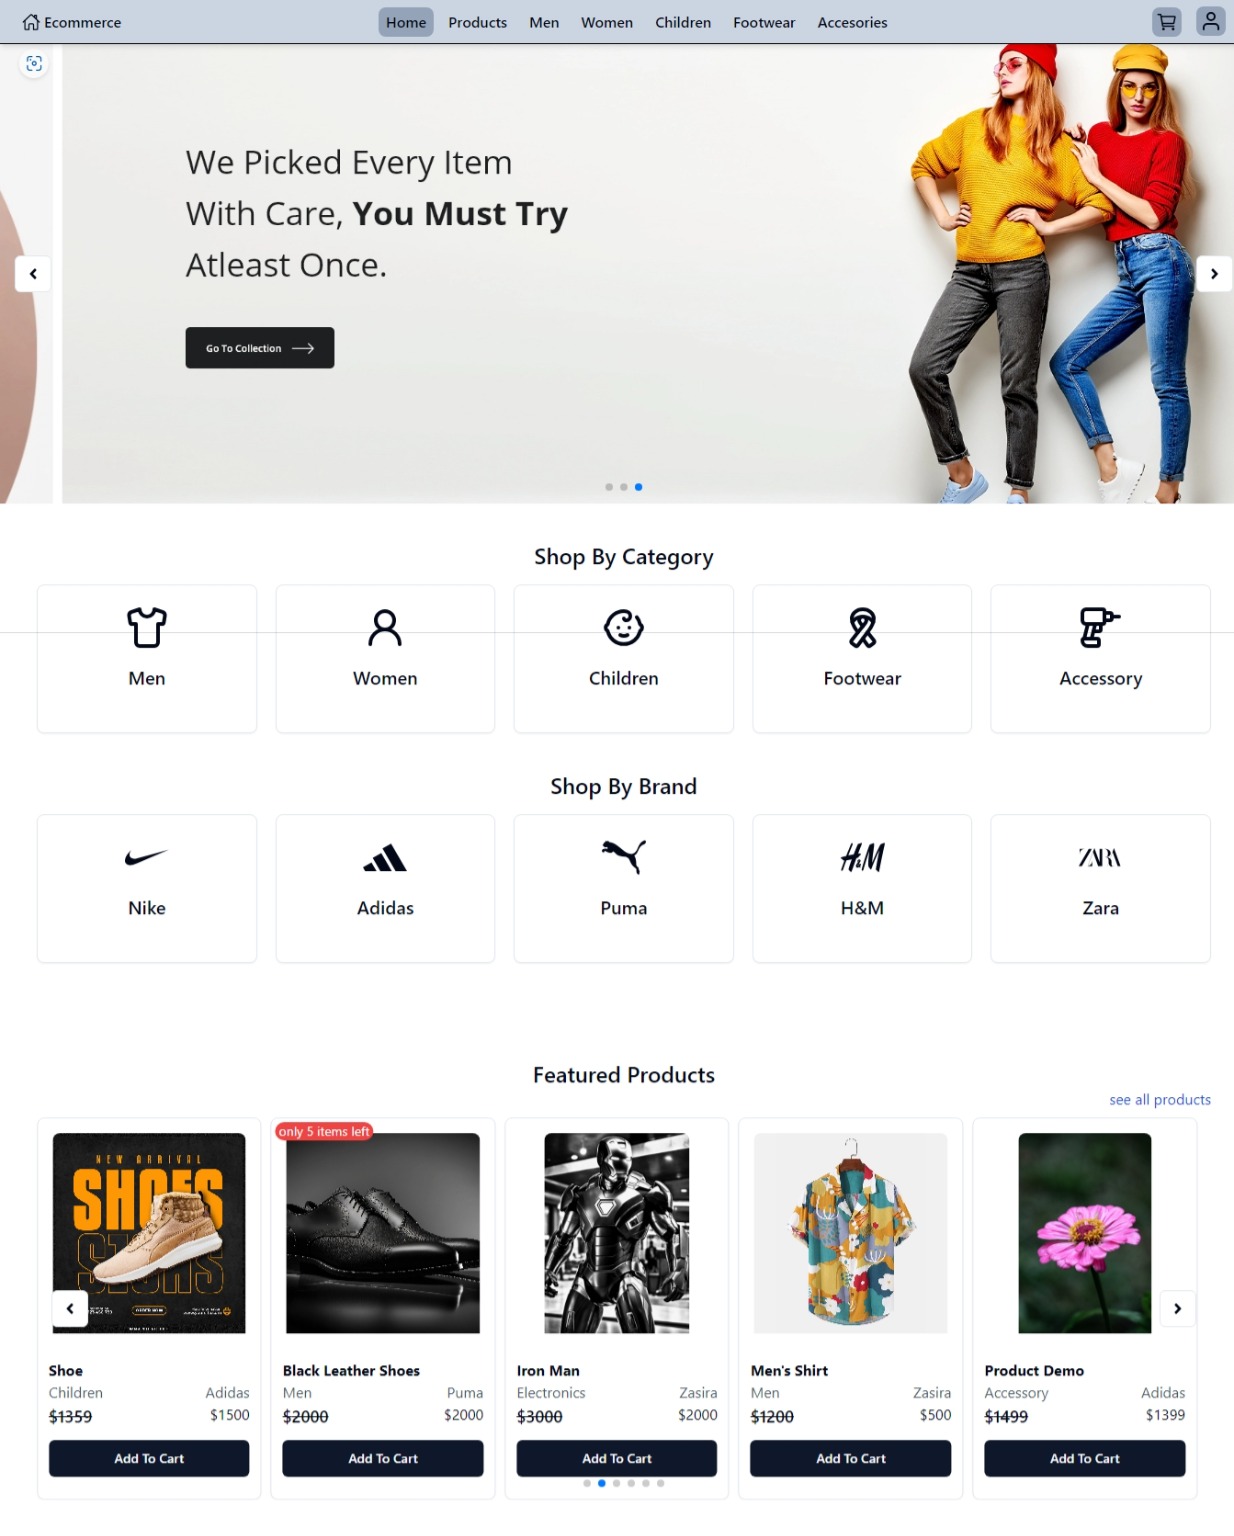 Ecommerce
Home Products Men Women Children Footwear Accesories
We Picked Every Item
With Care, You Must Try
Atleast Once.
Go To Collection
Shop By Category
Men Women Children Footwear Accessory
Shop By Brand
H&M ZARA
Nike Adidas Puma H&M Zara
Featured Products
see all products
only 5 items left
NEW ARRIVAL
SHOES
SHOES
Shoe Black Leather Shoes Iron Man Men's Shirt Product Demo
Children Adidas Men Puma Electronics Zasira Men Zasira Accessory Adidas
$1359 $1500 $2000 $2000 $3000 $2000 $1200 $500 $1499 $1399
Add To Cart Add To Cart Add To Cart Add To Cart Add To Cart